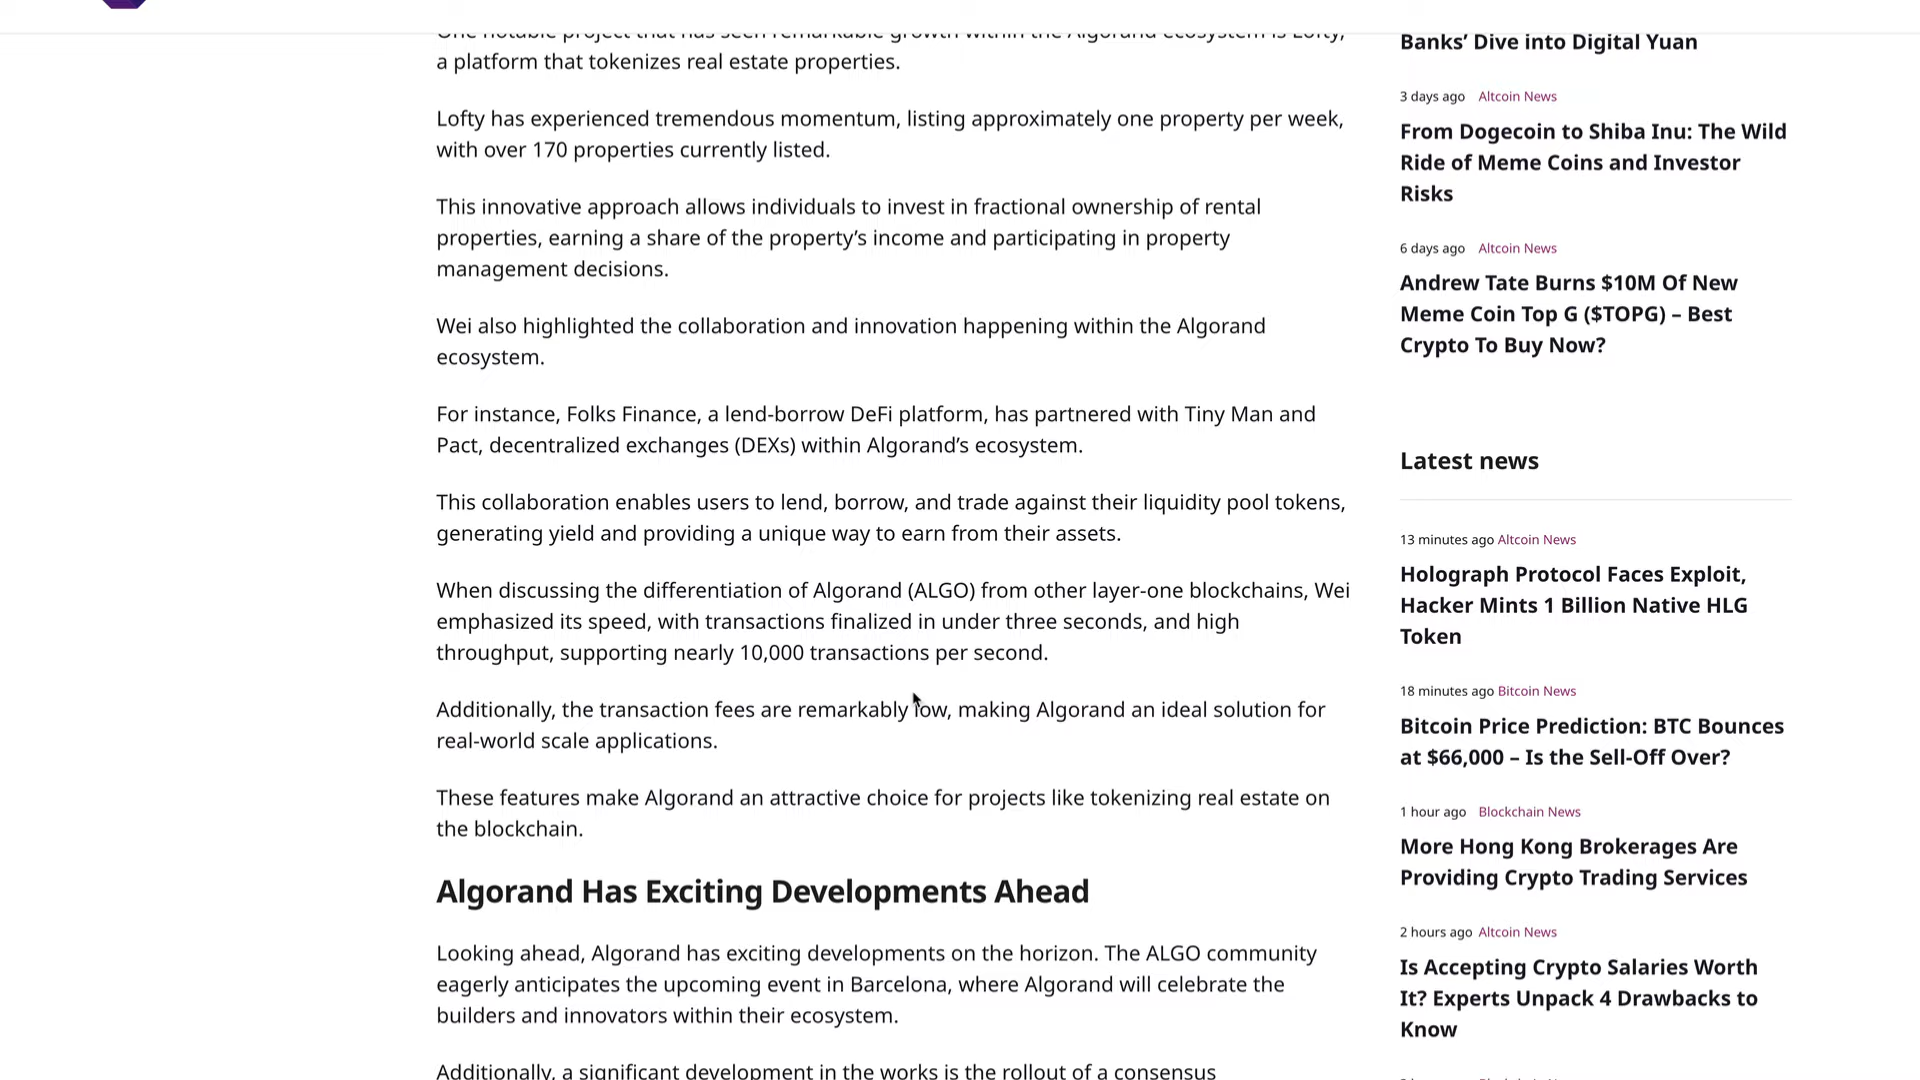 One notable project that has seen remarkable growth within the Algorand ecosystem is Lofty,
a platform that tokenizes real estate properties.
Lofty has experienced tremendous momentum, listing approximately one property per week,
with over 170 properties currently listed.
This innovative approach allows individuals to invest in fractional ownership of rental
properties, earning a share of the property’s income and participating in property
management decisions.
Wei also highlighted the collaboration and innovation happening within the Algorand
ecosystem.
For instance, Folks Finance, a lend-borrow DeFi platform, has partnered with Tiny Man and
Pact, decentralized exchanges (DEXs) within Algorand’s ecosystem.
This collaboration enables users to lend, borrow, and trade against their liquidity pool tokens,
generating yield and providing a unique way to earn from their assets.
When discussing the differentiation of Algorand (ALGO) from other layer-one blockchains, Wei
emphasized its speed, with transactions finalized in under three seconds, and high
throughput, supporting nearly 10,000 transactions per second.
Additionally, the transaction fees are remarkably low, making Algorand an ideal solution for
real-world scale applications.
These features make Algorand an attractive choice for projects like tokenizing real estate on
the blockchain.
Algorand Has Exciting Developments Ahead
Looking ahead, Algorand has exciting developments on the horizon. The ALGO community
eagerly anticipates the upcoming event in Barcelona, where Algorand will celebrate the
builders and innovators within their ecosystem.
Additionally, a significant development in the works is the rollout of a consensus
Banks’ Dive into Digital Yuan
3 days ago Altcoin News
From Dogecoin to Shiba Inu: The Wild
Ride of Meme Coins and Investor
Risks
6 days ago Altcoin News
Andrew Tate Burns $10M Of New
Meme Coin Top G ($TOPG) – Best
Crypto To Buy Now?
Latest news
13 minutes ago Altcoin News
Holograph Protocol Faces Exploit,
Hacker Mints 1 Billion Native HLG
Token
18 minutes ago Bitcoin News
Bitcoin Price Prediction: BTC Bounces
at $66,000 – Is the Sell-Off Over?
1 hour ago Blockchain News
More Hong Kong Brokerages Are
Providing Crypto Trading Services
2 hours ago Altcoin News
Is Accepting Crypto Salaries Worth
It? Experts Unpack 4 Drawbacks to
Know